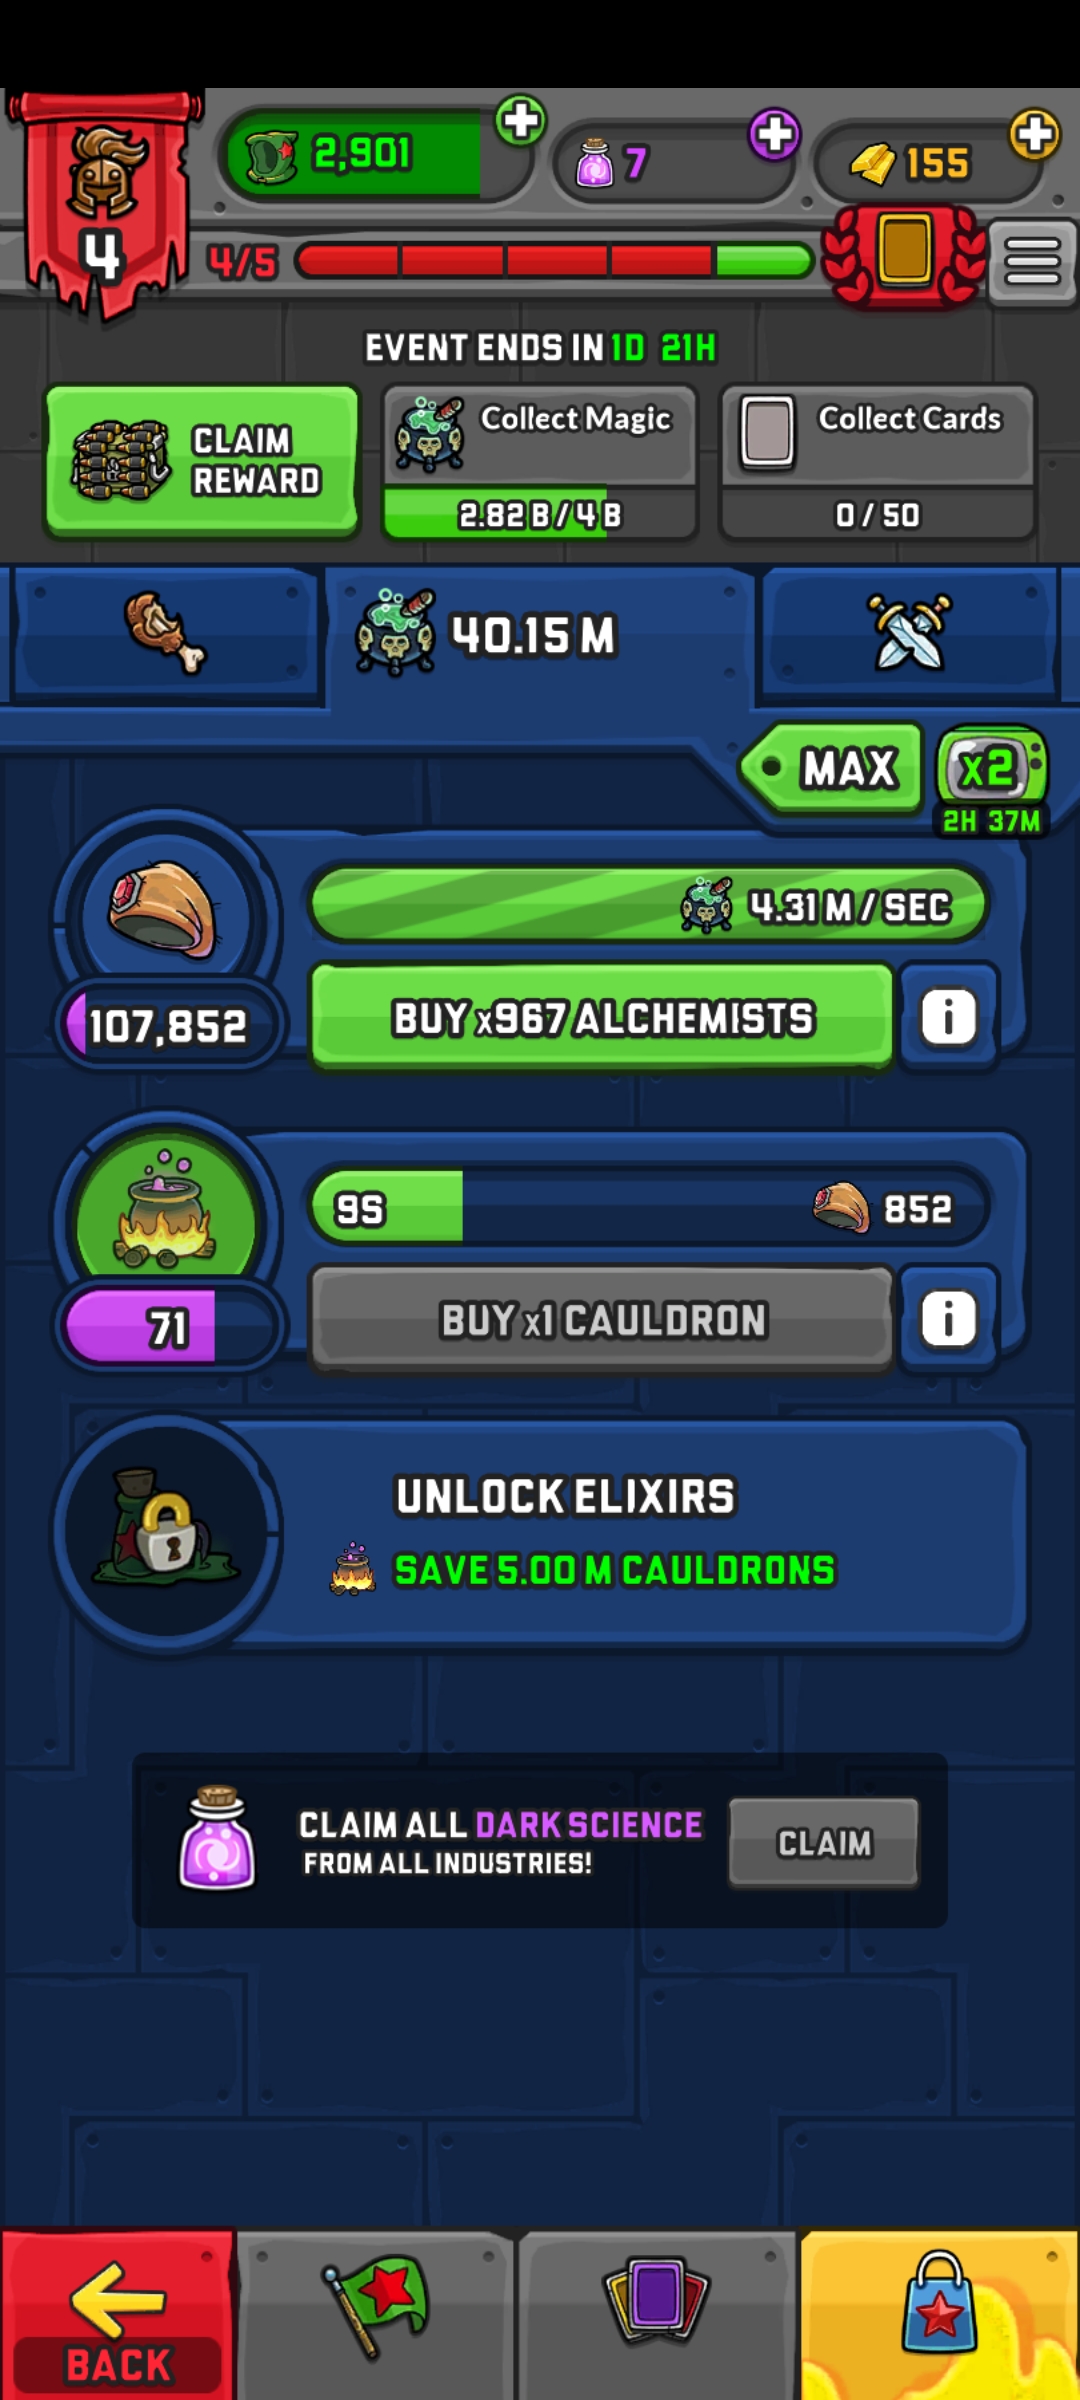 2,901
7
155
4
4/5
EVENT ENDS IN 1D 21H
CLAIM
REWARD
Collect Magic
2.82 B / 4 B
Collect Cards
0 / 50
40.15 M
MAX
x2
2H 37M
4.31 M / SEC
107,852
BUY x967 ALCHEMISTS
i
9S
852
71
BUY x1 CAULDRON
i
UNLOCK ELIXIRS
SAVE 5.00 M CAULDRONS
CLAIM ALL DARK SCIENCE
FROM ALL INDUSTRIES!
CLAIM
BACK